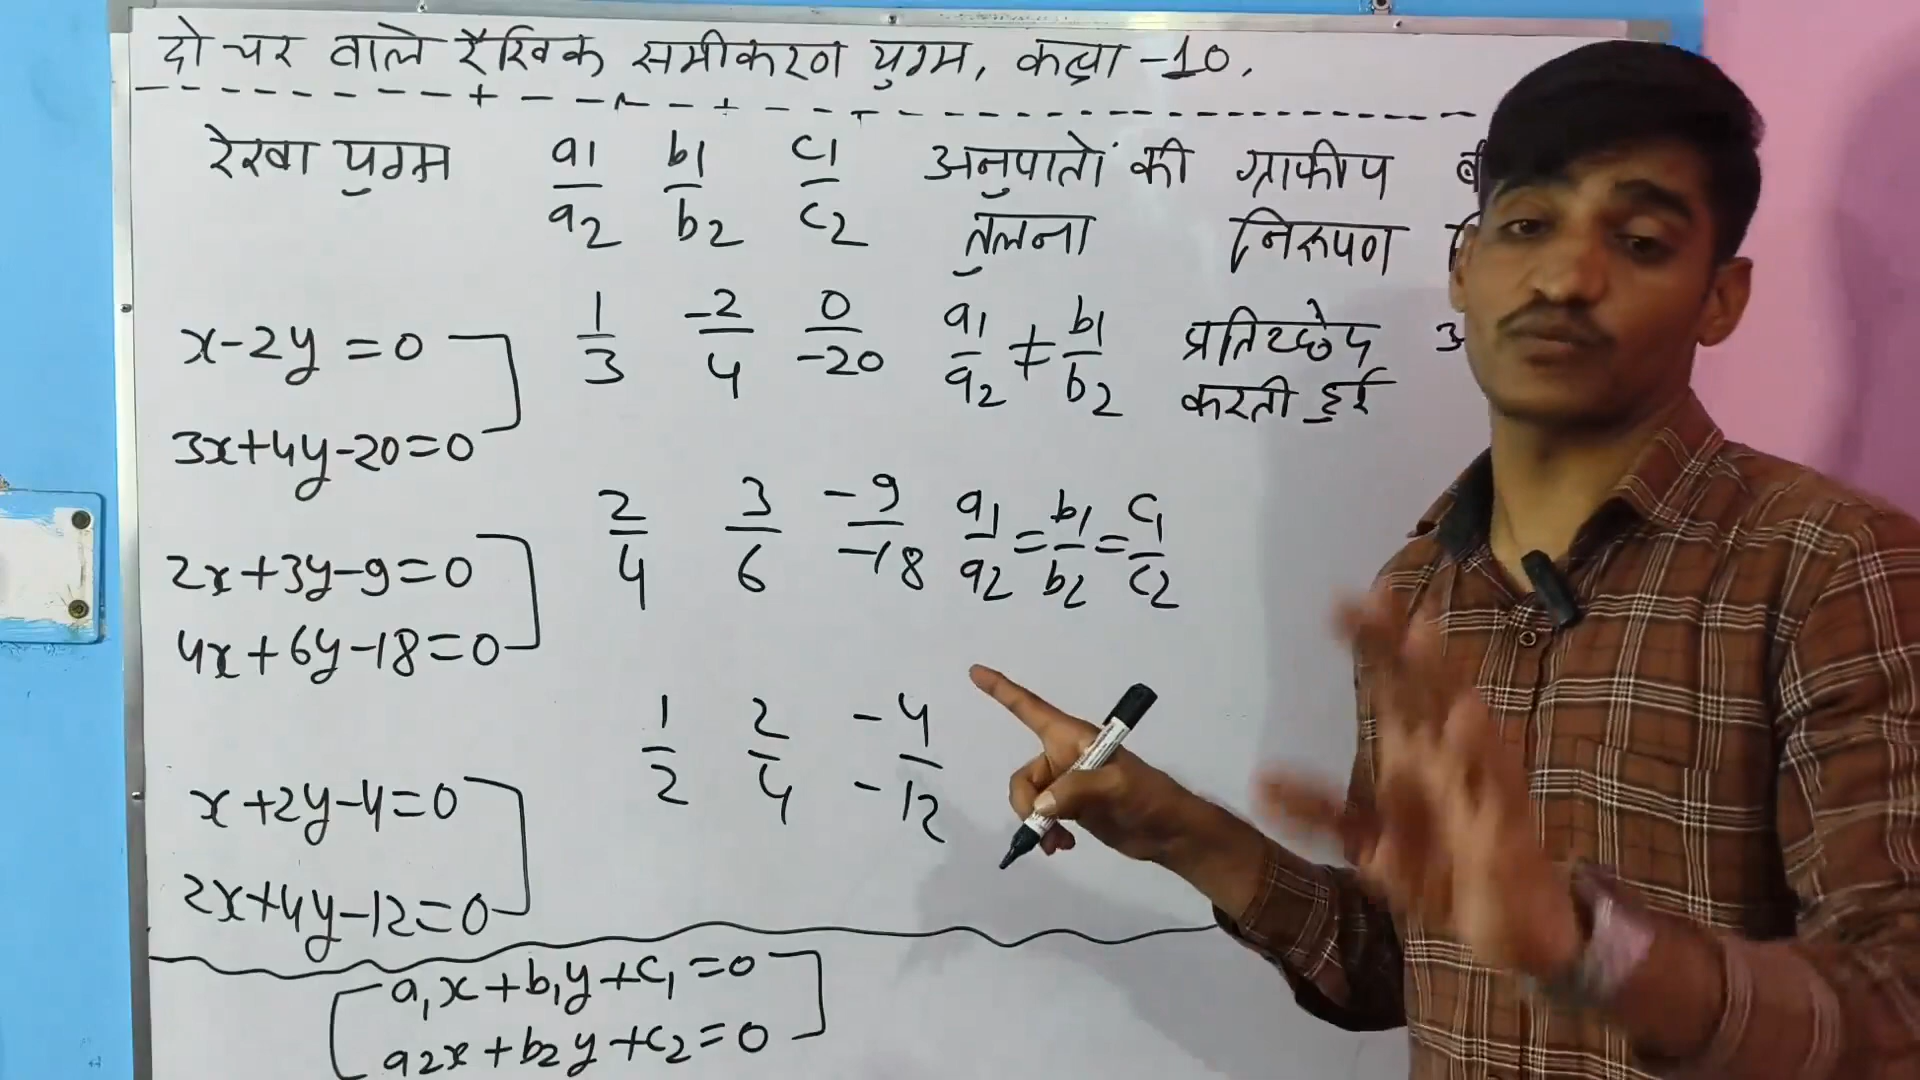 दो चर वाले रैखिक समीकरण युग्म, कक्षा -10.
रेखा युग्म a1/a2 b1/b2 c1/c2 अनुपातों की तुलना ग्राफीय निरूपण
x-2y=0
3x+4y-20=0
1/3 -2/4 0/-20 a1/a2 ≠ b1/b2 प्रतिच्छेद करती हुई
2x+3y-9=0
4x+6y-18=0
2/4 3/6 -9/-18 a1/a2 = b1/b2 = c1/c2
x+2y-4=0
2x+4y-12=0
1/2 2/4 -4/-12
a1x+b1y+c1=0
a2x+b2y+c2=0